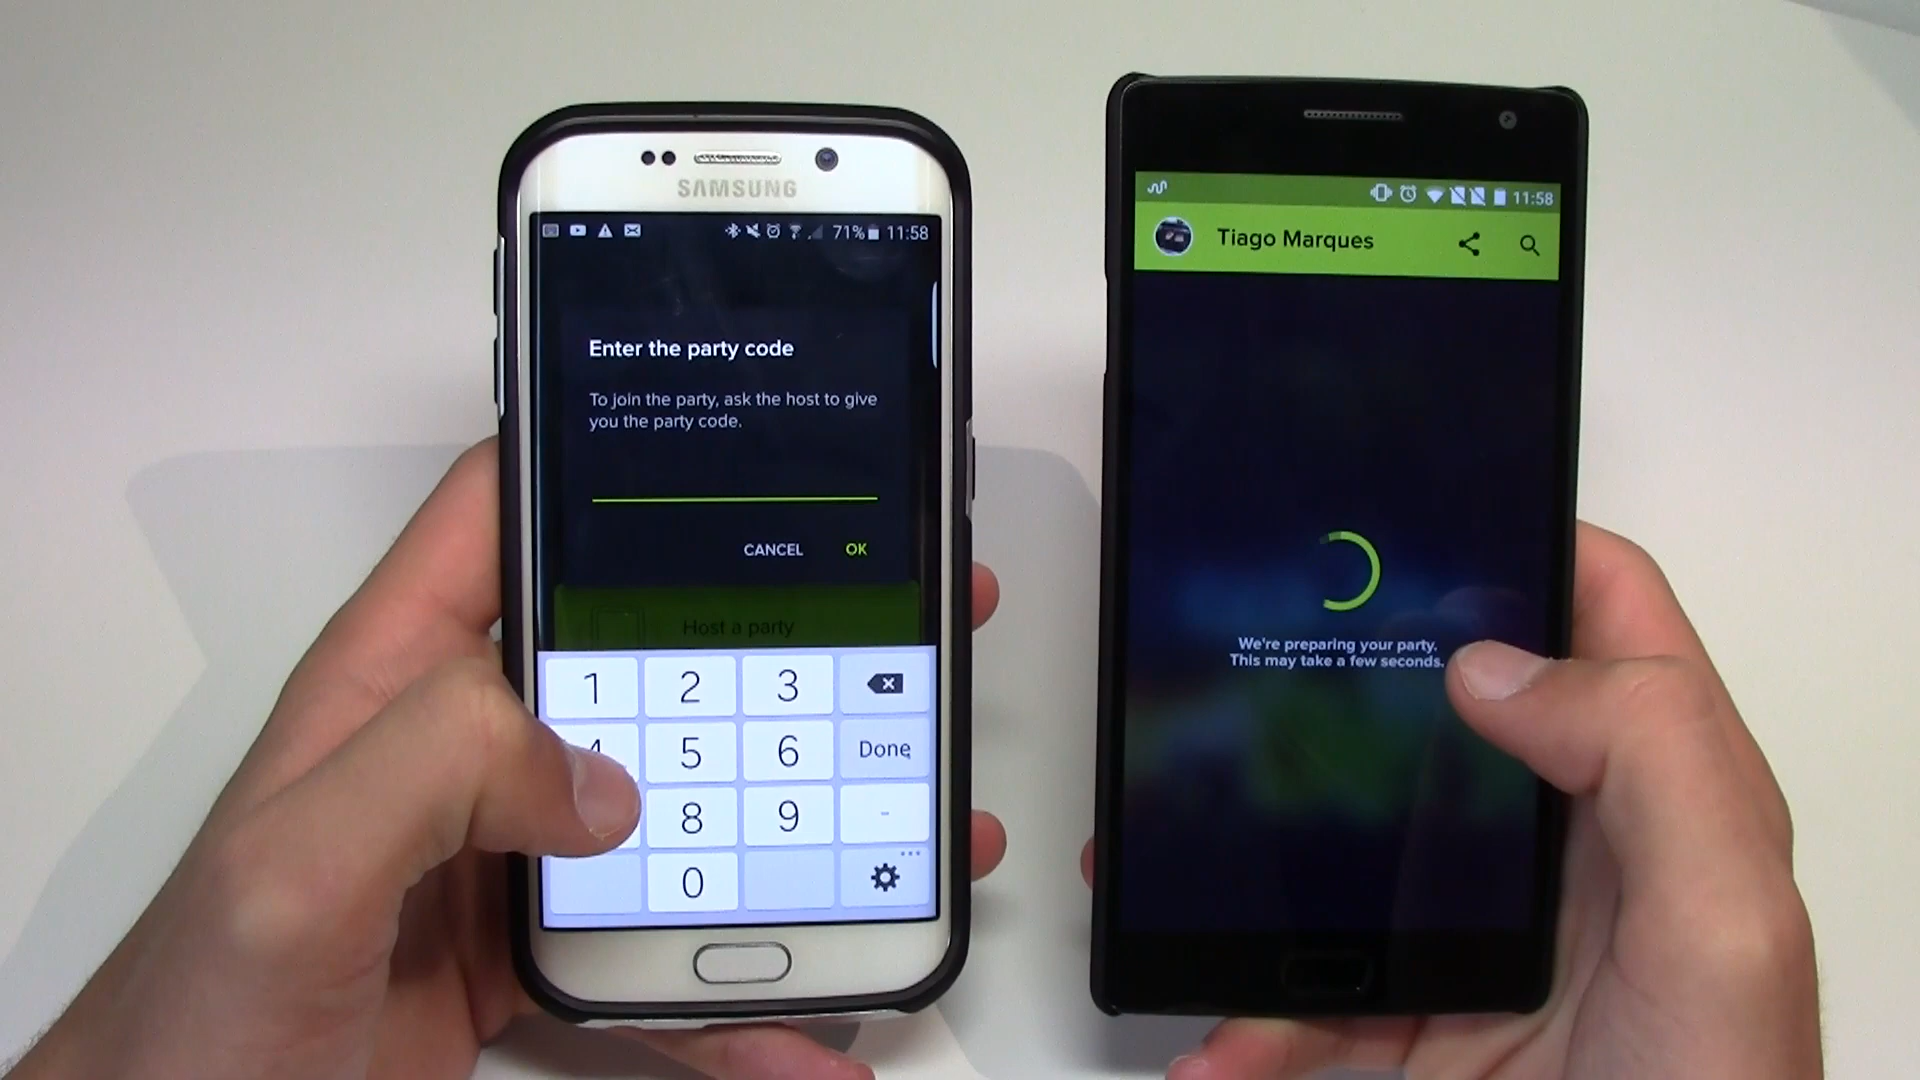 SAMSUNG
71% 11:58
Enter the party code
To join the party, ask the host to give
you the party code.
CANCEL OK
Host a party
1 2 3
4 5 6 Done
8 9 -
0
11:58
Tiago Marques
We're preparing your party.
This may take a few seconds.